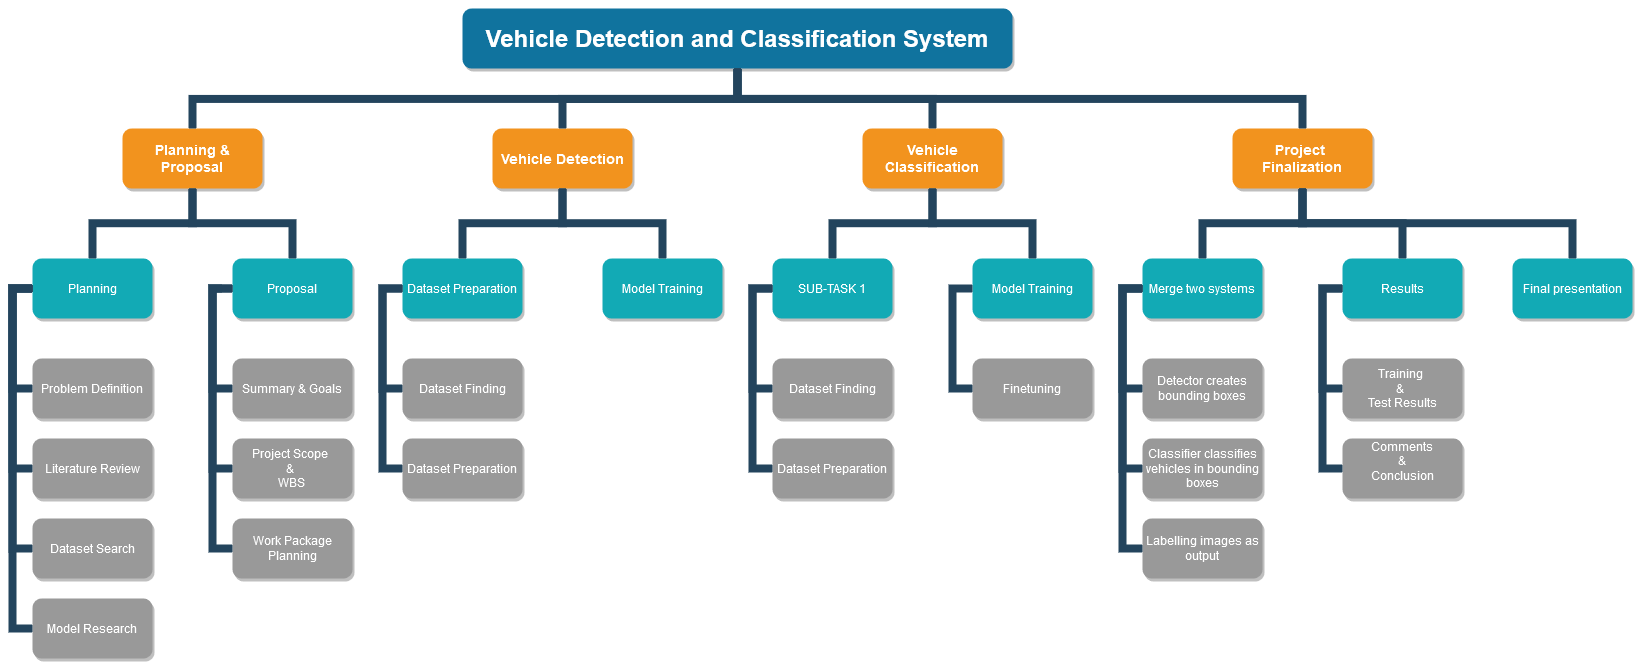 Vehicle Detection and Classification System
Planning &
Proposal
Vehicle Detection
Vehicle
Classification
Project
Finalization
Planning
Proposal
Dataset Preparation
Model Training
SUB-TASK 1
Model Training
Merge two systems
Results
Final presentation
Problem Definition
Summary & Goals
Dataset Finding
Dataset Finding
Finetuning
Detector creates
bounding boxes
Training
&
Test Results
Literature Review
Project Scope
&
WBS
Dataset Preparation
Dataset Preparation
Classifier classifies
vehicles in bounding
boxes
Comments
&
Conclusion
Dataset Search
Work Package
Planning
Labelling images as
output
Model Research